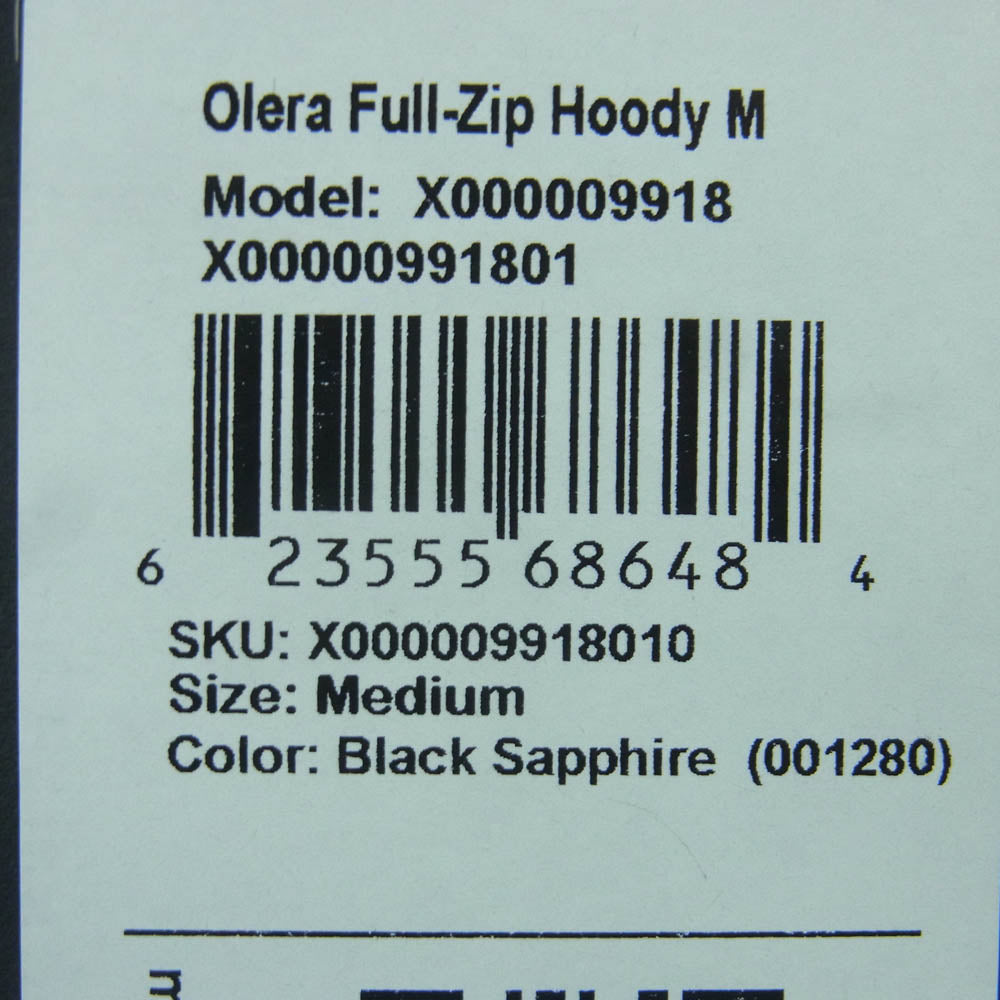 Olera Full-Zip Hoody M
Model: X000009918
X00000991801
6 23555 68648 4
SKU: X000009918010
Size: Medium
Color: Black Sapphire (001280)